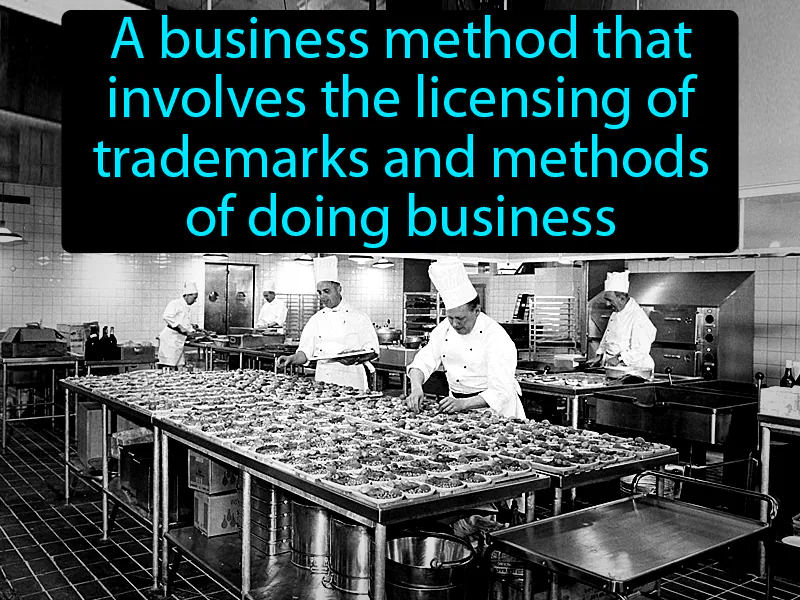 A business method that
involves the licensing of
trademarks and methods
of doing business